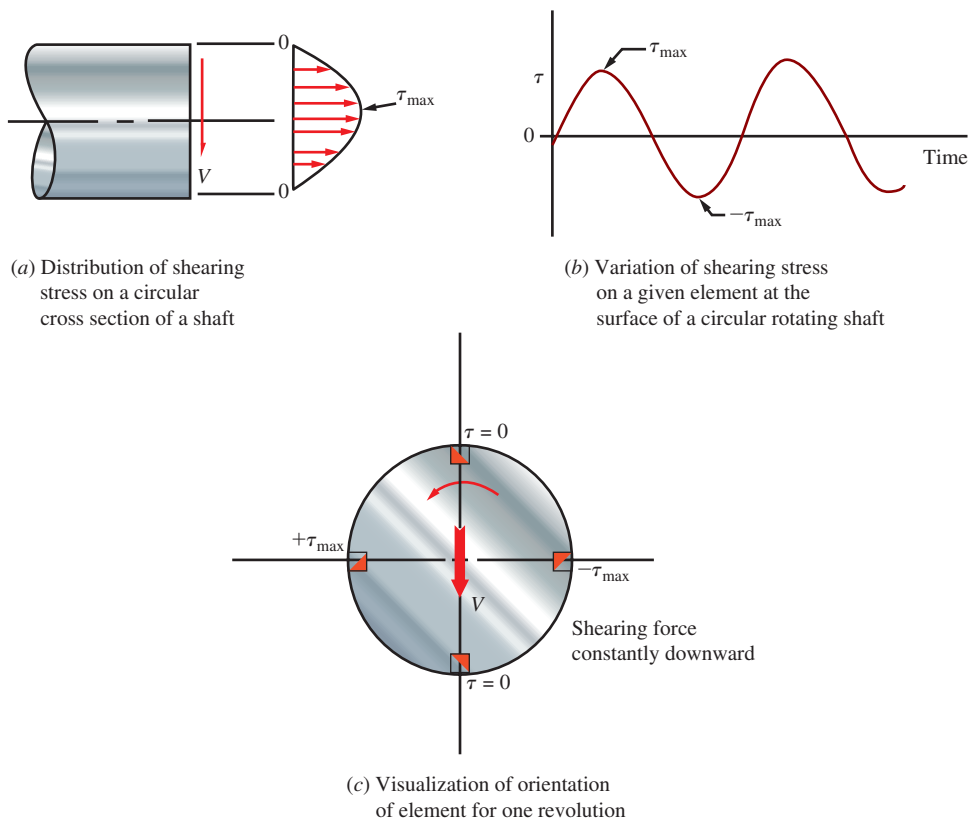 0
τmax
V
0
(a) Distribution of shearing
stress on a circular
cross section of a shaft
τmax
τ
0
Time
−τmax
(b) Variation of shearing stress
on a given element at the
surface of a circular rotating shaft
τ = 0
+τmax
−τmax
V
Shearing force
constantly downward
τ = 0
(c) Visualization of orientation
of element for one revolution